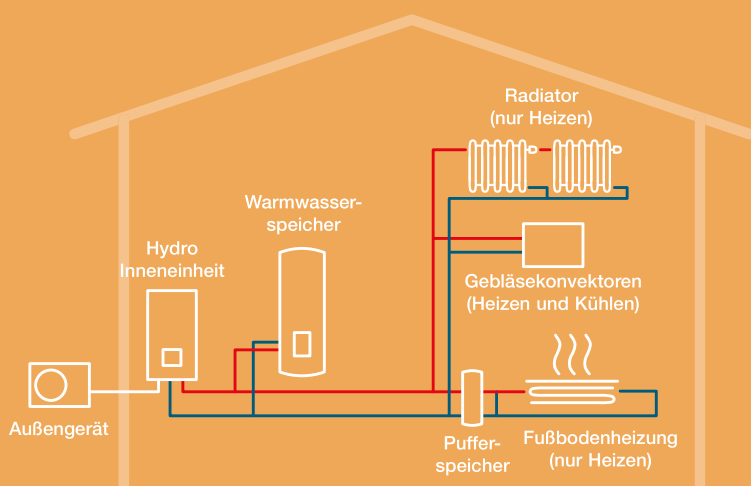 Radiator
(nur Heizen)
Warmwasser-
speicher
Hydro
Inneneinheit
Gebläsekonvektoren
(Heizen und Kühlen)
Außengerät
Puffer-
speicher
Fußbodenheizung
(nur Heizen)